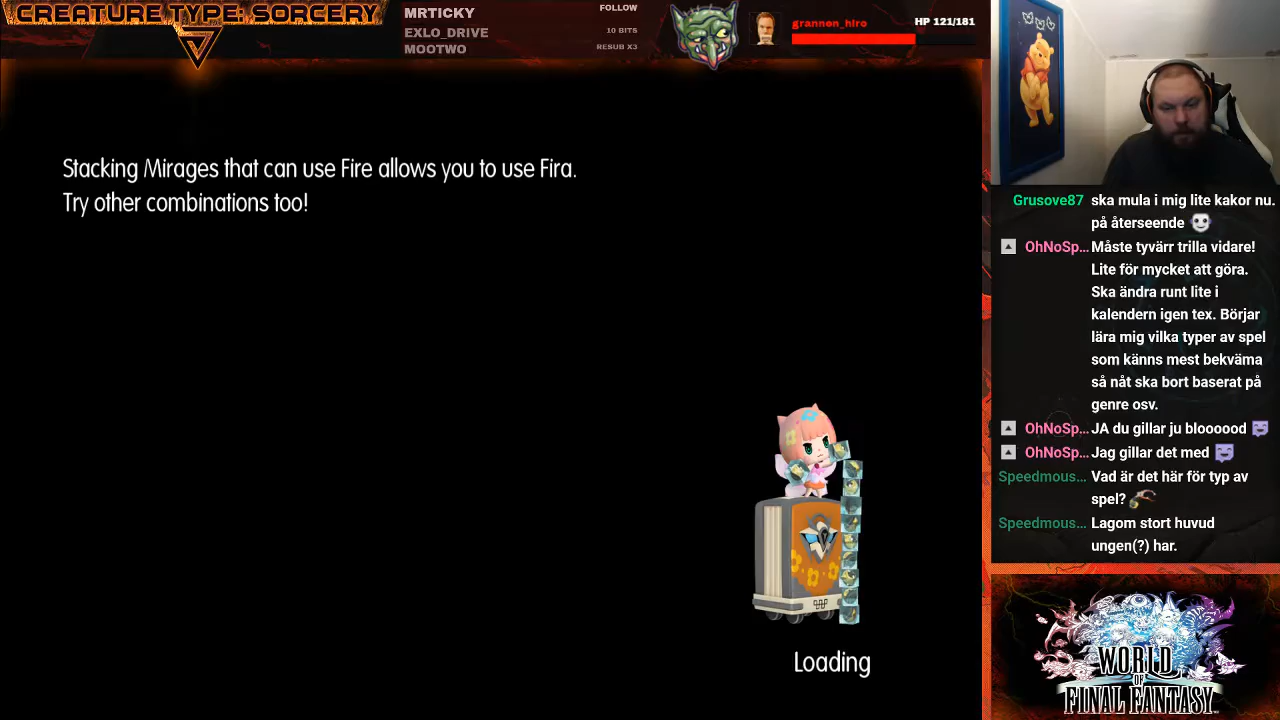 CREATURE TYPE: SORCERY
MRTICKY
EXLO_DRIVE
MOOTWO
FOLLOW
10 BITS
RESUB X3
grannon_hiro
HP 121/181
Stacking Mirages that can use Fire allows you to use Fira.
Try other combinations too!
Loading
Grusove87 ska mula i mig lite kakor nu.
på återseende
OhNoSp... Måste tyvärr trilla vidare!
Lite för mycket att göra.
Ska ändra runt lite i
kalendern igen tex. Börjar
lära mig vilka typer av spel
som känns mest bekväma
så nåt ska bort baserat på
genre osv.
OhNoSp... JA du gillar ju bloooood
OhNoSp... Jag gillar det med
Speedmous... Vad är det här för typ av
spel?
Speedmous... Lagom stort huvud
ungen(?) har.
WORLD
OF
FINAL FANTASY